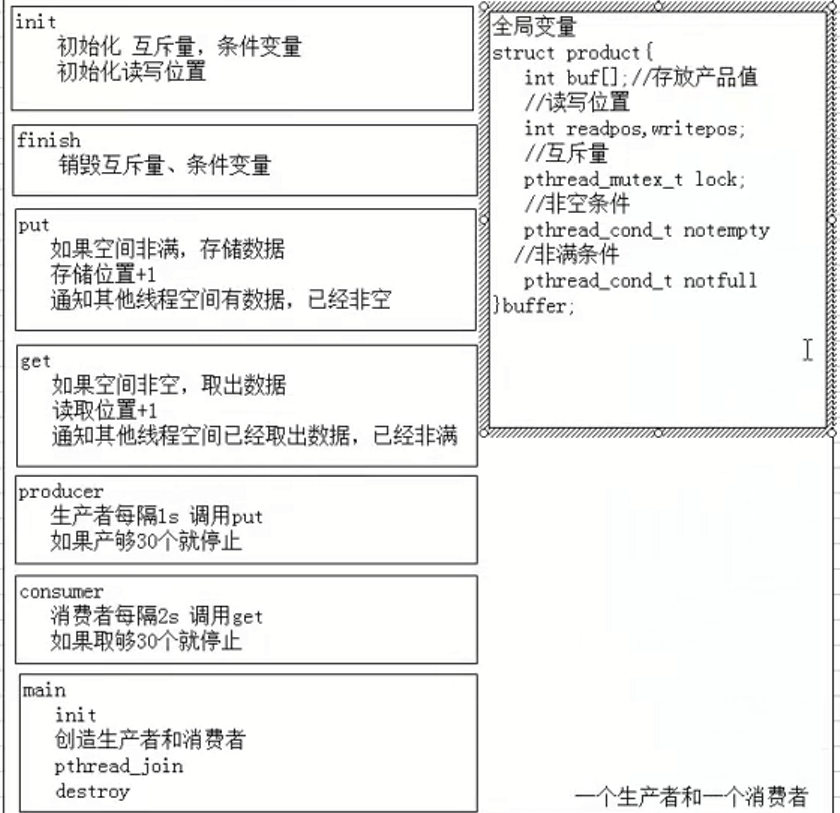 init
初始化 互斥量，条件变量
初始化读写位置
finish
销毁互斥量、条件变量
put
如果空间非满，存储数据
存储位置+1
通知其他线程空间有数据，已经非空
get
如果空间非空，取出数据
读取位置+1
通知其他线程空间已经取出数据，已经非满
producer
生产者每隔1s 调用put
如果产够30个就停止
consumer
消费者每隔2s 调用get
如果取够30个就停止
main
init
创造生产者和消费者
pthread_join
destroy
全局变量
struct product{
int buf[];//存放产品值
//读写位置
int readpos,writepos;
//互斥量
pthread_mutex_t lock;
//非空条件
pthread_cond_t notempty
//非满条件
pthread_cond_t notfull
}buffer;
一个生产者和一个消费者